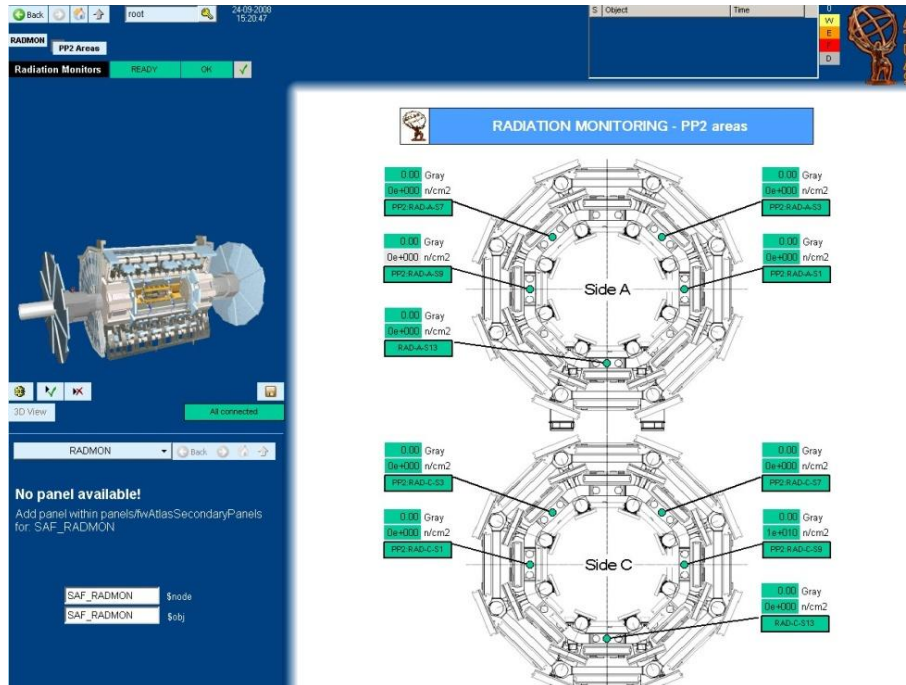 Back
root
24-09-2008
15:20:47
S Object Time
0
W
E
F
D
RADMON
PP2 Areas
Radiation Monitors READY OK
RADIATION MONITORING - PP2 areas
0.00 Gray
0e+000 n/cm2
PP2:RAD-A-S7
0.00 Gray
0e+000 n/cm2
PP2:RAD-A-S3
0.00 Gray
0e+000 n/cm2
PP2:RAD-A-S9
0.00 Gray
0e+000 n/cm2
PP2:RAD-A-S1
Side A
0.00 Gray
0e+000 n/cm2
RAD-A-S13
3D View
All connected
RADMON
Back
No panel available!
Add panel within panels/fwAtlasSecondaryPanels
for: SAF_RADMON
SAF_RADMON $node
SAF_RADMON $obj
0.00 Gray
0e+000 n/cm2
PP2:RAD-C-S3
0.00 Gray
0e+000 n/cm2
PP2:RAD-C-S7
0.00 Gray
0e+000 n/cm2
PP2:RAD-C-S1
0.00 Gray
1e+010 n/cm2
PP2:RAD-C-S9
Side C
0.00 Gray
0e+000 n/cm2
RAD-C-S13